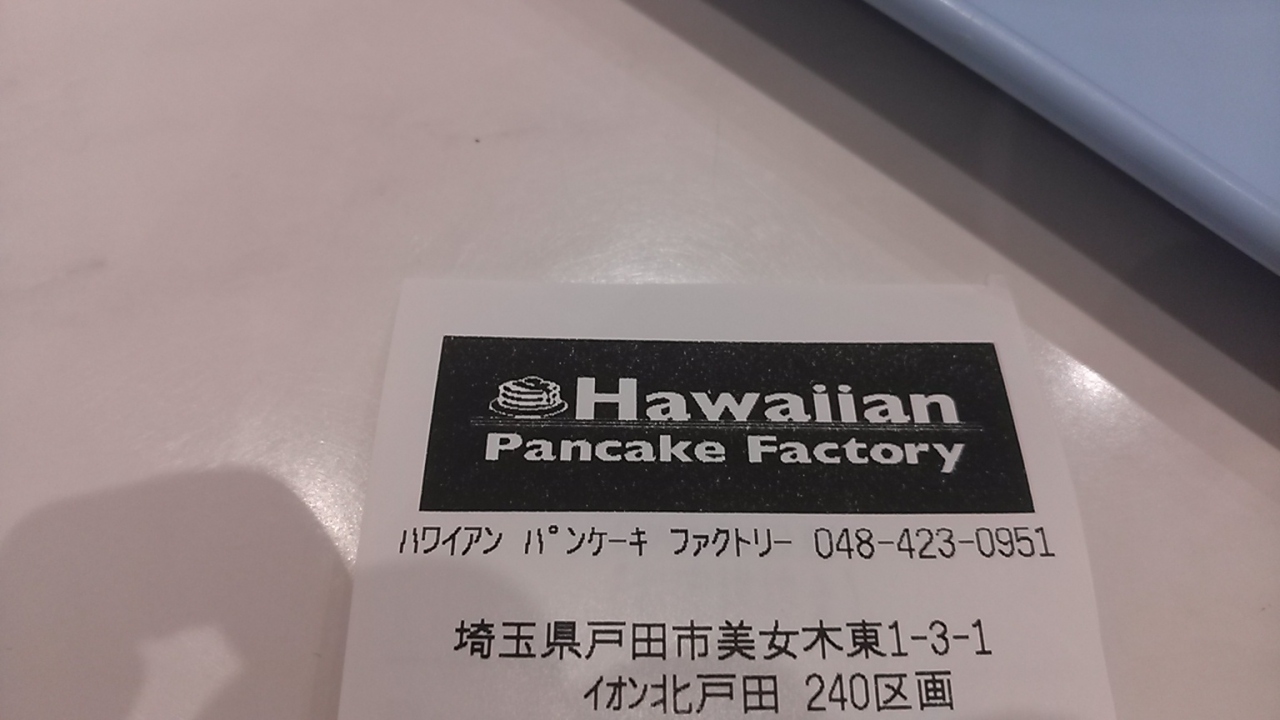 Hawaiian
Pancake Factory
ﾊﾜｲｱﾝ ﾊﾟﾝｹｰｷ ﾌｧｸﾄﾘｰ 048-423-0951
埼玉県戸田市美女木東1-3-1
ｲｵﾝ北戸田 240区画